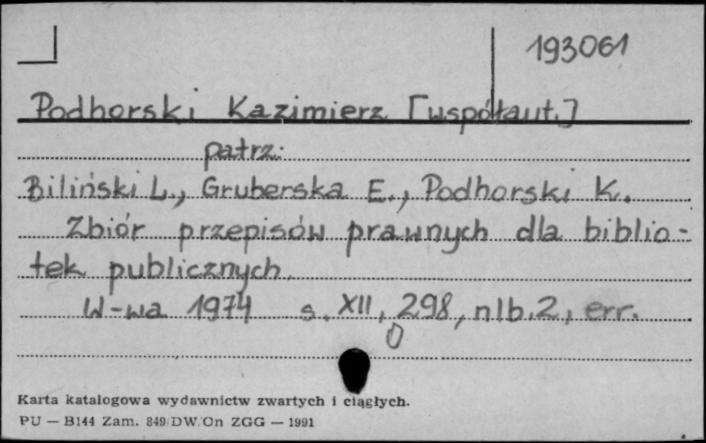 193061
Podhorski Kazimierz [współaut.]
patrz:
Biliński L., Gruberska E., Podhorski K.
Zbiór przepisów prawnych dla biblio-
tek publicznych.
W-wa 1974 s. XII, 298, nlb. 2, err.
0
Karta katalogowa wydawnictw zwartych i ciągłych.
PU — B144 Zam. 849/DW/On ZGG — 1991